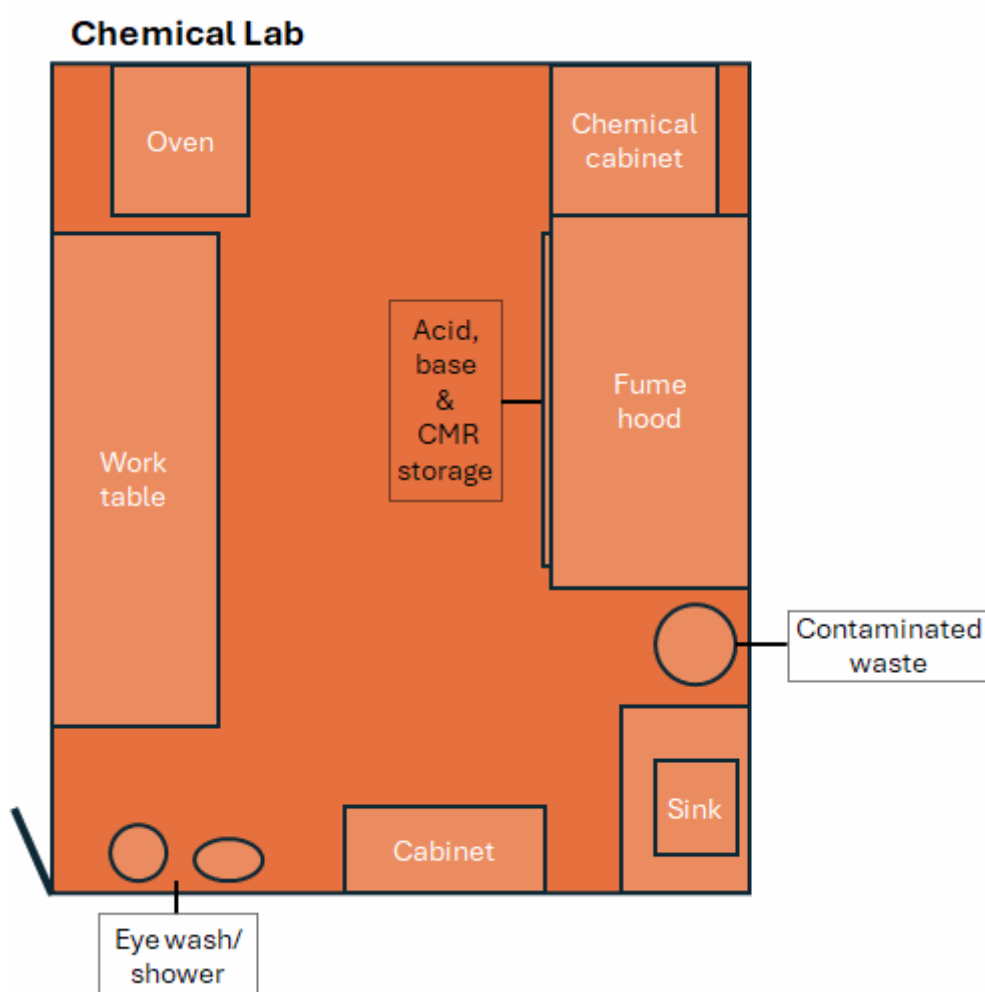 Chemical Lab
Oven
Chemical
cabinet
Acid,
base
&
CMR
storage
Fume
hood
Work
table
Contaminated
waste
Sink
Cabinet
Eye wash/
shower